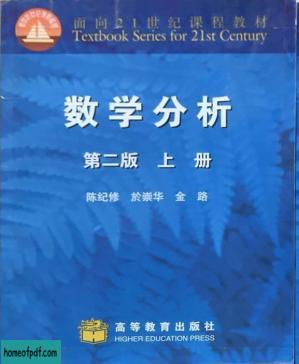 面向21世纪课程教材
Textbook Series for 21st Century
数学分析
第二版 上册
陈纪修 於崇华 金路
高等教育出版社
HIGHER EDUCATION PRESS
homeofpdf.com